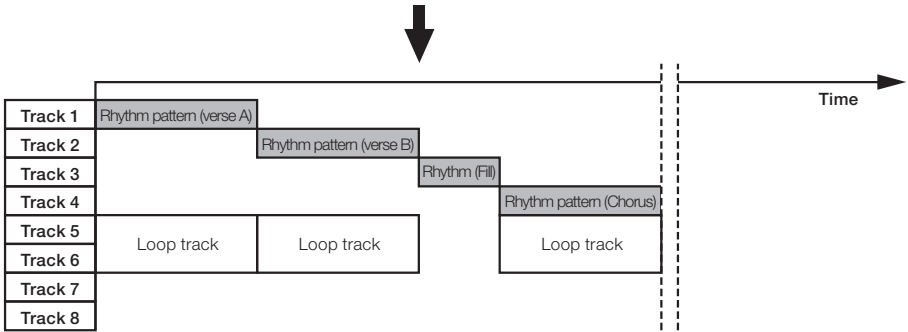 Time
Track 1 Rhythm pattern (verse A)
Track 2 Rhythm pattern (verse B)
Track 3 Rhythm (Fill)
Track 4 Rhythm pattern (Chorus)
Track 5
Loop track Loop track Loop track
Track 6
Track 7
Track 8